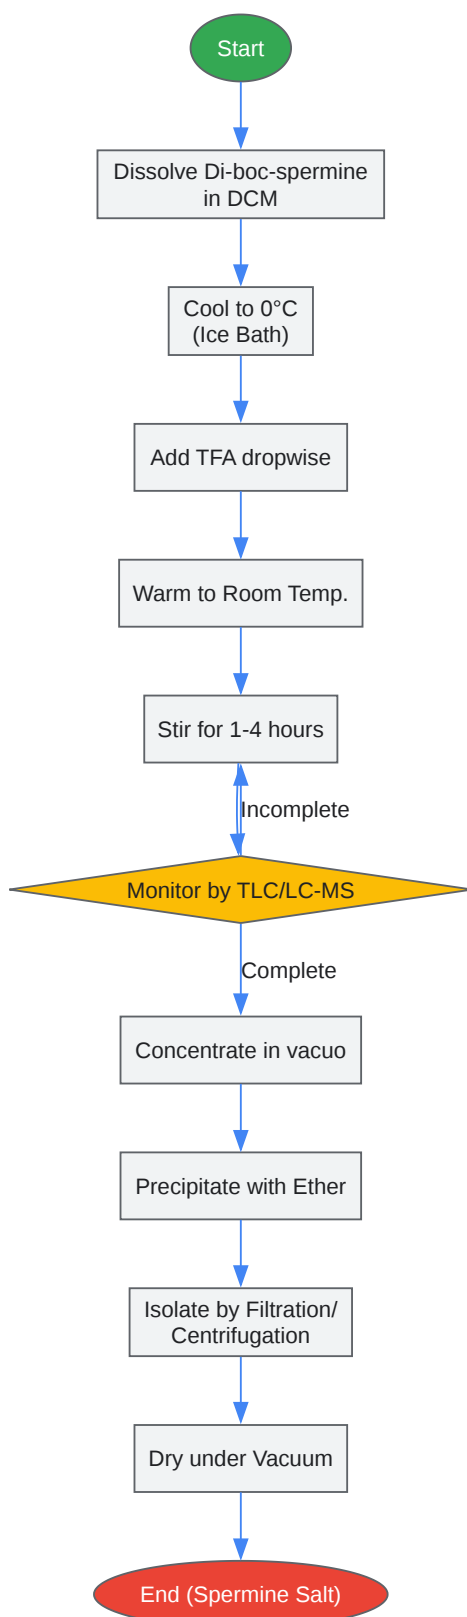 Start
Dissolve Di-boc-spermine
in DCM
Cool to 0°C
(Ice Bath)
Add TFA dropwise
Warm to Room Temp.
Stir for 1-4 hours
Incomplete
Monitor by TLC/LC-MS
Complete
Concentrate in vacuo
Precipitate with Ether
Isolate by Filtration/
Centrifugation
Dry under Vacuum
End (Spermine Salt)